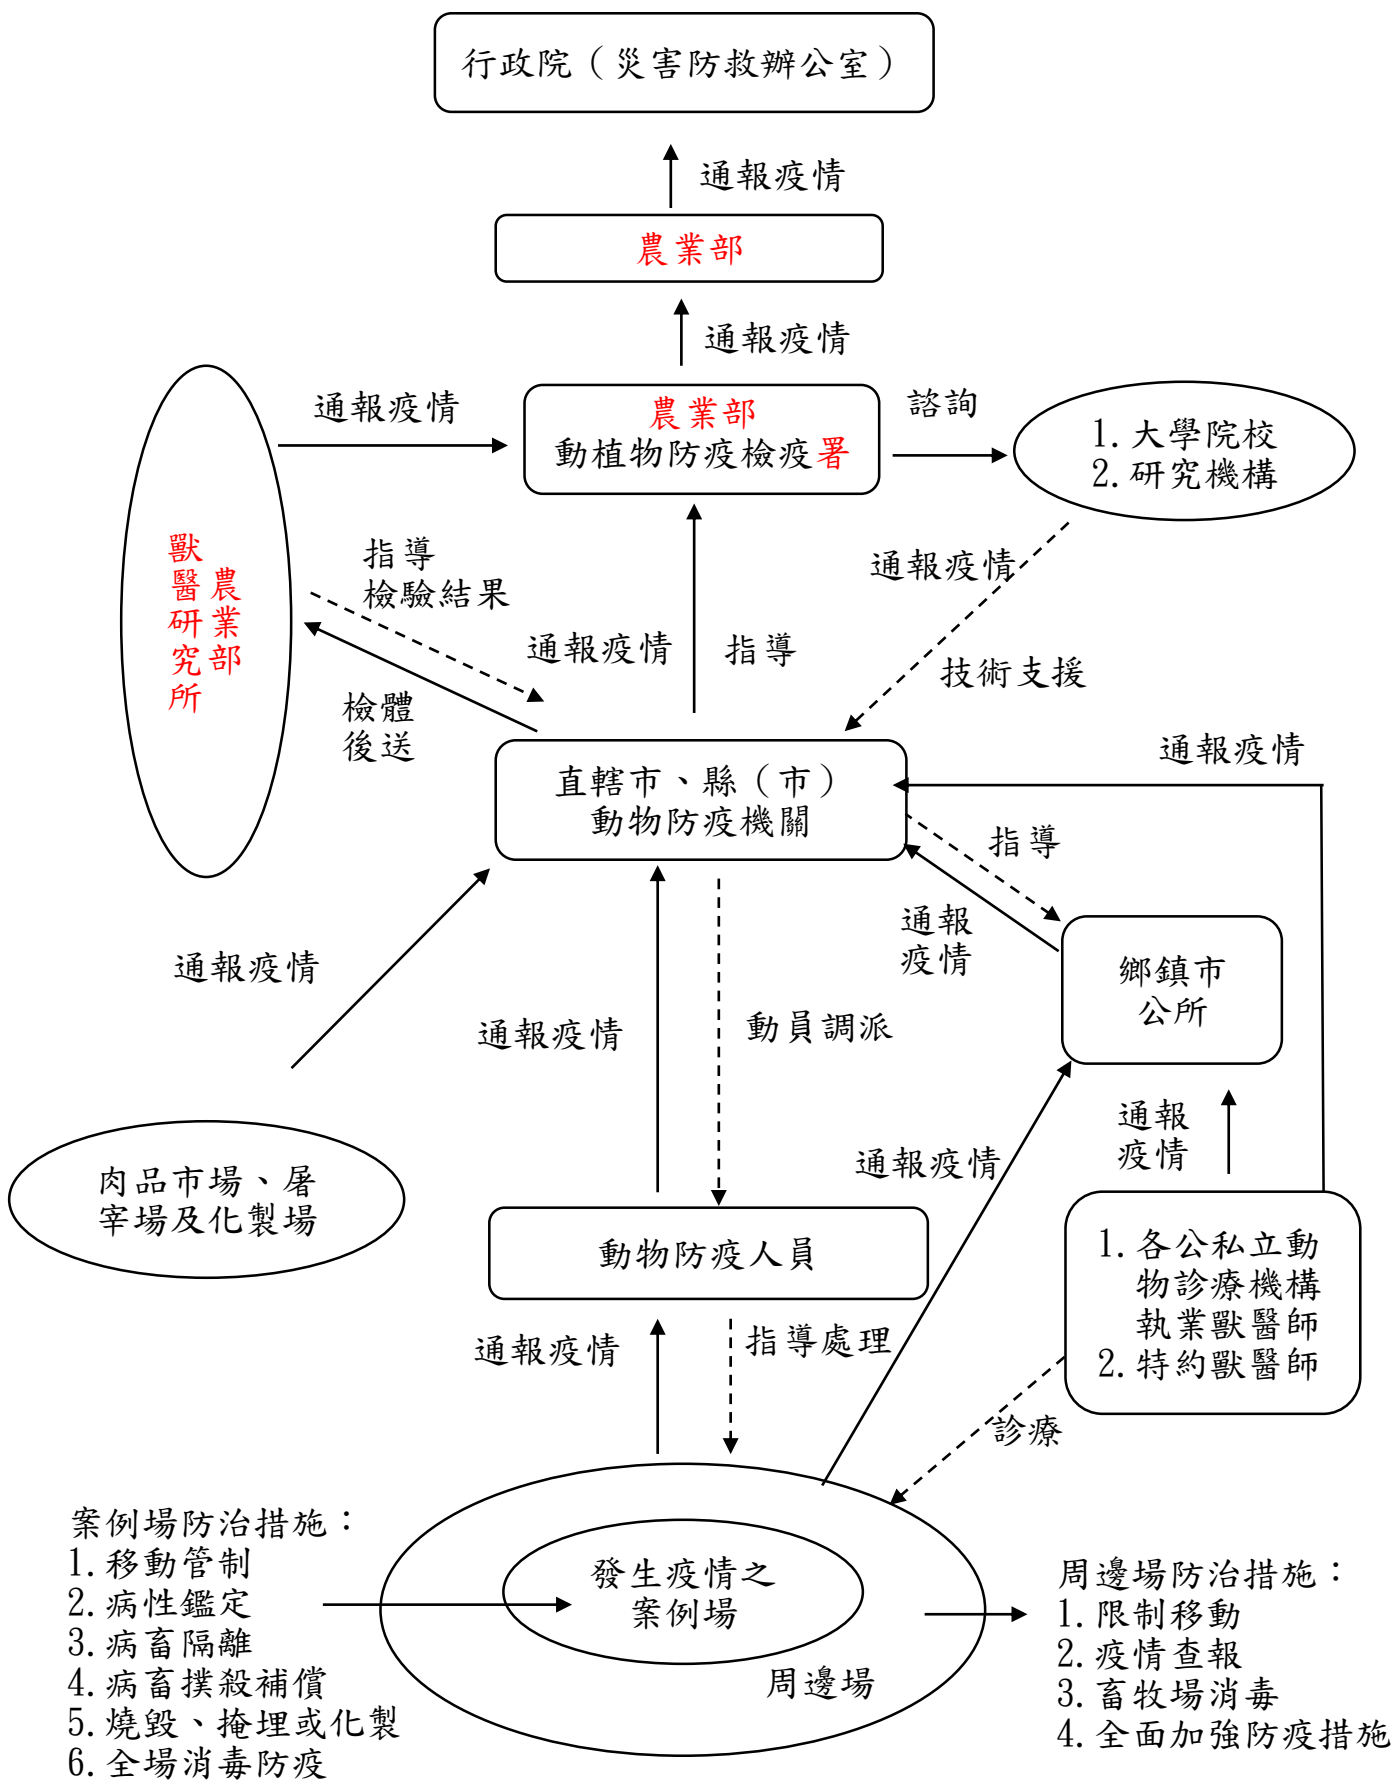 行政院（災害防救辦公室）
通報疫情
農業部
通報疫情
通報疫情
農業部
動植物防疫檢疫署
諮詢
1.大學院校
2.研究機構
農業部
獸醫研究所
指導
檢驗結果
通報疫情
通報疫情
指導
技術支援
檢體
後送
直轄市、縣（市）
動物防疫機關
通報疫情
指導
通報
疫情
鄉鎮市
公所
通報疫情
通報疫情
動員調派
通報疫情
通報
疫情
肉品市場、屠
宰場及化製場
動物防疫人員
1.各公私立動
物診療機構
執業獸醫師
2.特約獸醫師
通報疫情
指導處理
診療
案例場防治措施：
1.移動管制
2.病性鑑定
3.病畜隔離
4.病畜撲殺補償
5.燒毀、掩埋或化製
6.全場消毒防疫
發生疫情之
案例場
周邊場
周邊場防治措施：
1.限制移動
2.疫情查報
3.畜牧場消毒
4.全面加強防疫措施